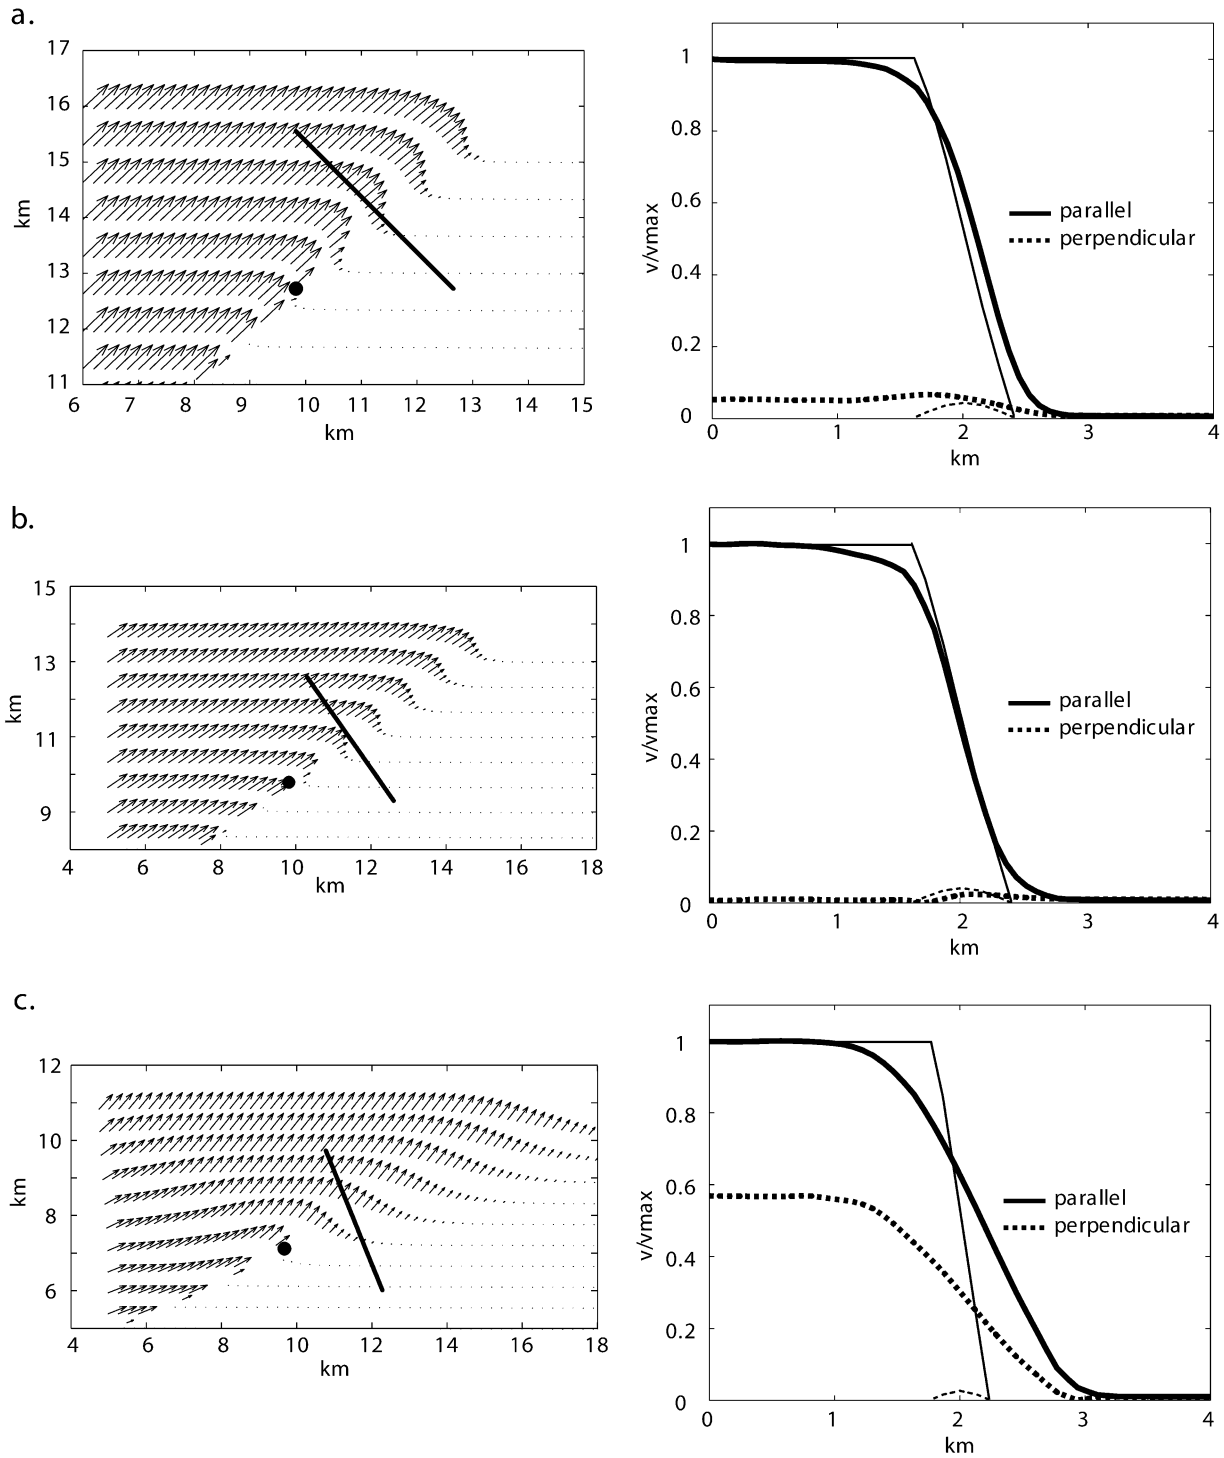 a.
17
16
15
14
13
12
11
km
6 7 8 9 10 11 12 13 14 15
km
1
0.8
0.6
0.4
0.2
0
v/vmax
parallel
perpendicular
0 1 2 3 4
km
b.
15
13
11
9
km
4 6 8 10 12 14 16 18
km
1
0.8
0.6
0.4
0.2
0
v/vmax
parallel
perpendicular
0 1 2 3 4
km
c.
12
10
8
6
km
4 6 8 10 12 14 16 18
km
1
0.8
0.6
0.4
0.2
0
v/vmax
parallel
perpendicular
0 1 2 3 4
km